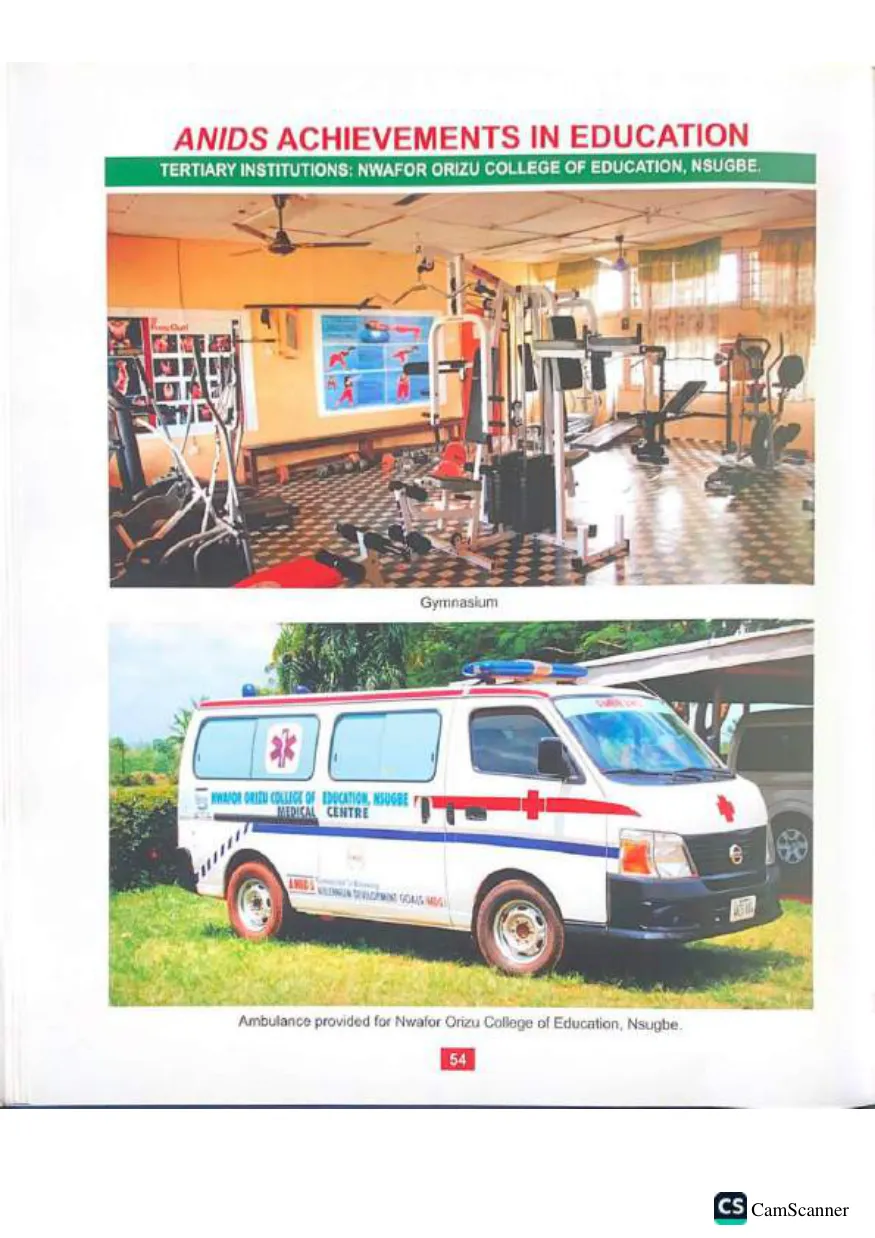 ANIDS ACHIEVEMENTS IN EDUCATION
TERTIARY INSTITUTIONS: NWAFOR ORIZU COLLEGE OF EDUCATION, NSUGBE.
Gymnasium
NWAFOR ORIZU COLLEGE OF EDUCATION, NSUGBE
MEDICAL CENTRE
ANIDS
MILLENNIUM DEVELOPMENT GOALS (MDG)
Ambulance provided for Nwafor Orizu College of Education, Nsugbe.
54
CS CamScanner